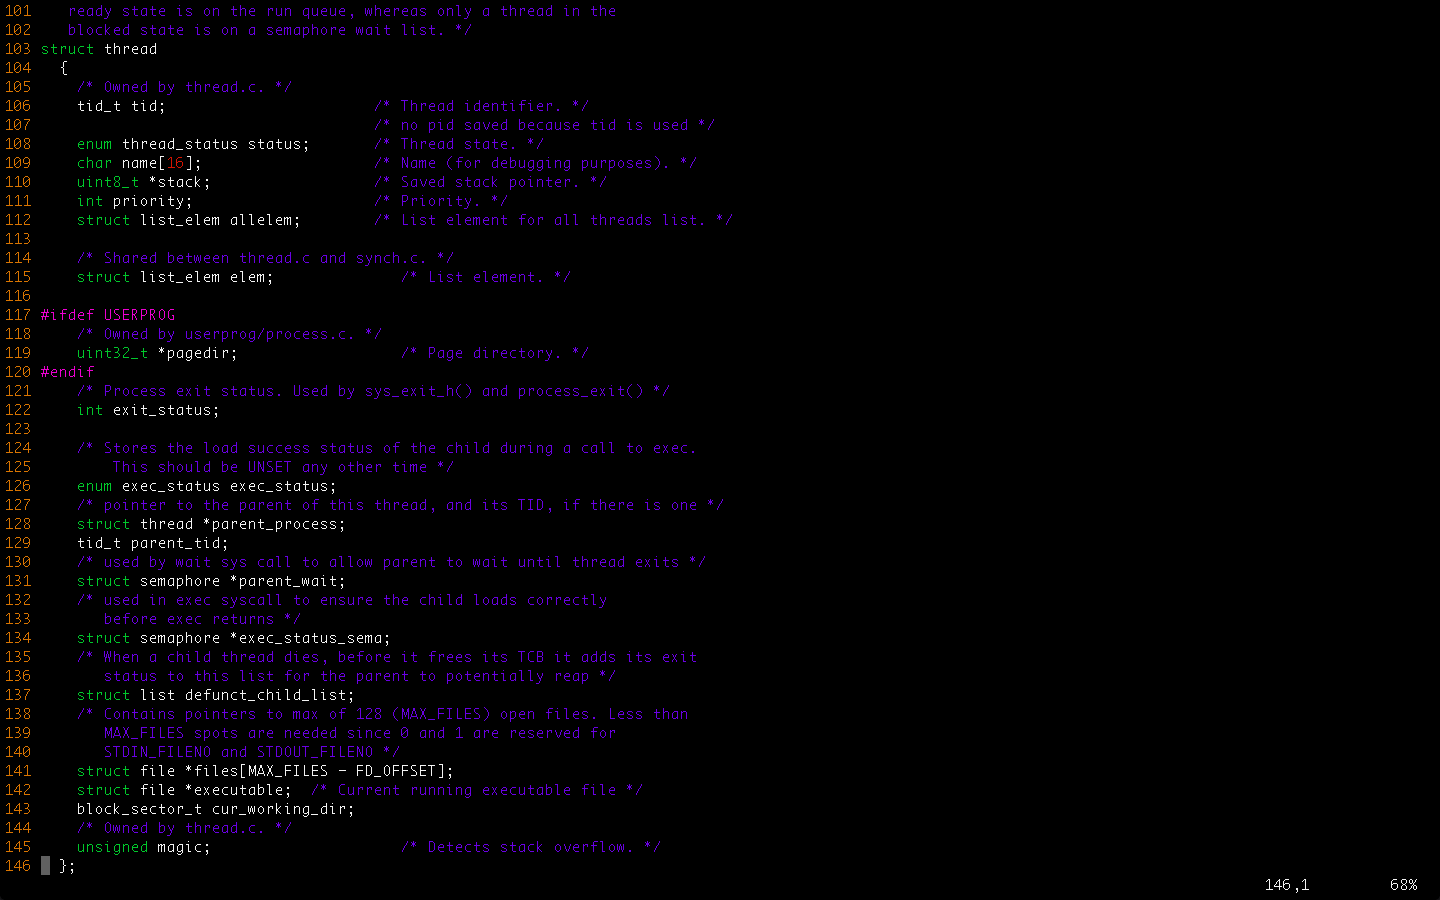 101    ready state is on the run queue, whereas only a thread in the
102    blocked state is on a semaphore wait list. */
103 struct thread
104   {
105     /* Owned by thread.c. */
106     tid_t tid;                       /* Thread identifier. */
107                                      /* no pid saved because tid is used */
108     enum thread_status status;       /* Thread state. */
109     char name[16];                   /* Name (for debugging purposes). */
110     uint8_t *stack;                  /* Saved stack pointer. */
111     int priority;                    /* Priority. */
112     struct list_elem allelem;        /* List element for all threads list. */
113
114     /* Shared between thread.c and synch.c. */
115     struct list_elem elem;              /* List element. */
116
117 #ifdef USERPROG
118     /* Owned by userprog/process.c. */
119     uint32_t *pagedir;                  /* Page directory. */
120 #endif
121     /* Process exit status. Used by sys_exit_h() and process_exit() */
122     int exit_status;
123
124     /* Stores the load success status of the child during a call to exec.
125         This should be UNSET any other time */
126     enum exec_status exec_status;
127     /* pointer to the parent of this thread, and its TID, if there is one */
128     struct thread *parent_process;
129     tid_t parent_tid;
130     /* used by wait sys call to allow parent to wait until thread exits */
131     struct semaphore *parent_wait;
132     /* used in exec syscall to ensure the child loads correctly
133        before exec returns */
134     struct semaphore *exec_status_sema;
135     /* When a child thread dies, before it frees its TCB it adds its exit
136        status to this list for the parent to potentially reap */
137     struct list defunct_child_list;
138     /* Contains pointers to max of 128 (MAX_FILES) open files. Less than
139        MAX_FILES spots are needed since 0 and 1 are reserved for
140        STDIN_FILENO and STDOUT_FILENO */
141     struct file *files[MAX_FILES - FD_OFFSET];
142     struct file *executable;  /* Current running executable file */
143     block_sector_t cur_working_dir;
144     /* Owned by thread.c. */
145     unsigned magic;                     /* Detects stack overflow. */
146   };
146,1         68%